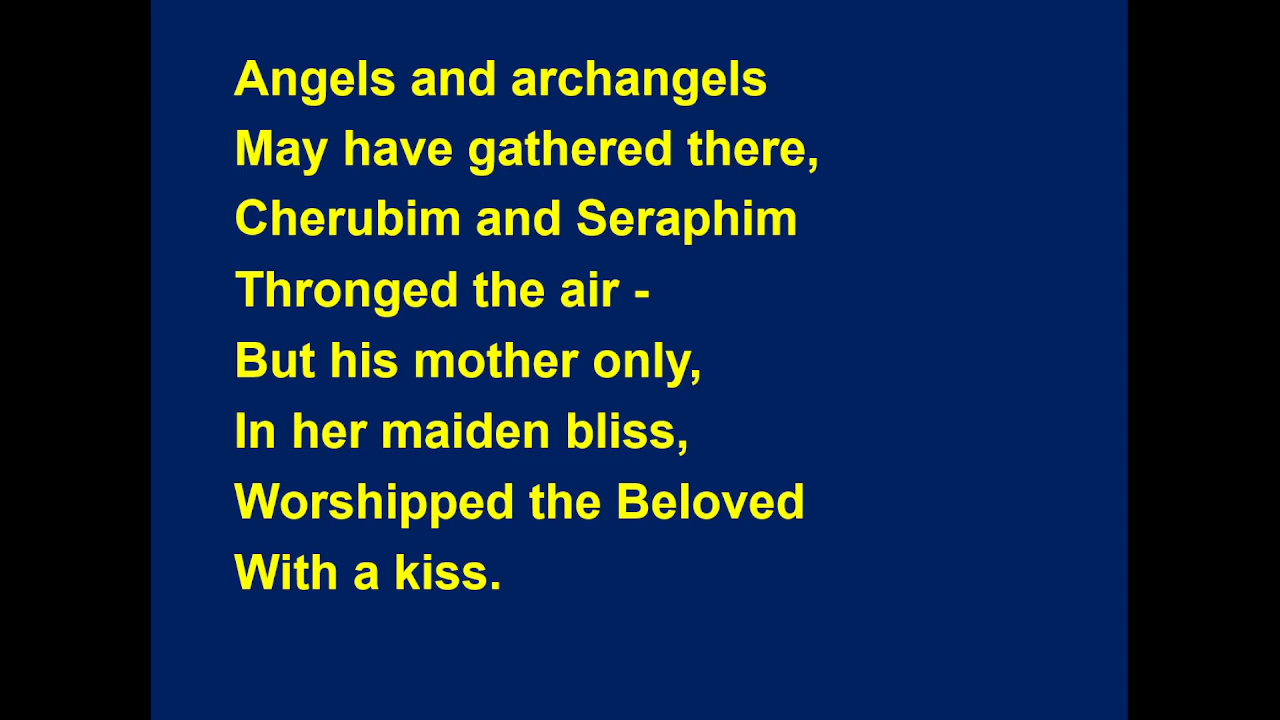 Angels and archangels
May have gathered there,
Cherubim and Seraphim
Thronged the air -
But his mother only,
In her maiden bliss,
Worshipped the Beloved
With a kiss.